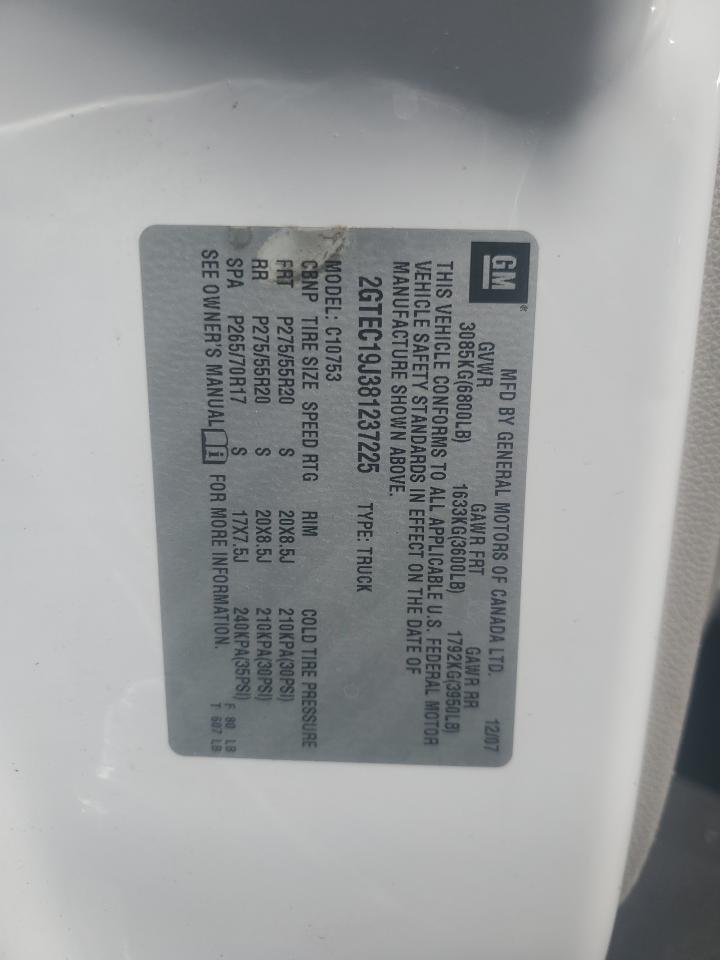 GM®
MFD BY GENERAL MOTORS OF CANADA LTD. 12/07
GVWR GAWR FRT GAWR RR
3085KG(6800LB) 1633KG(3600LB) 1792KG(3950LB)
THIS VEHICLE CONFORMS TO ALL APPLICABLE U.S. FEDERAL MOTOR
VEHICLE SAFETY STANDARDS IN EFFECT ON THE DATE OF
MANUFACTURE SHOWN ABOVE.
2GTEC19J381237225 TYPE: TRUCK
MODEL: C10753
CBNP TIRE SIZE SPEED RTG RIM COLD TIRE PRESSURE
FRT P275/55R20 S 20X8.5J 210KPA(30PSI)
RR P275/55R20 S 20X8.5J 210KPA(30PSI)
SPA P265/70R17 S 17X7.5J 240KPA(35PSI)
SEE OWNER'S MANUAL i FOR MORE INFORMATION.
F 80 LB
T 607 LB